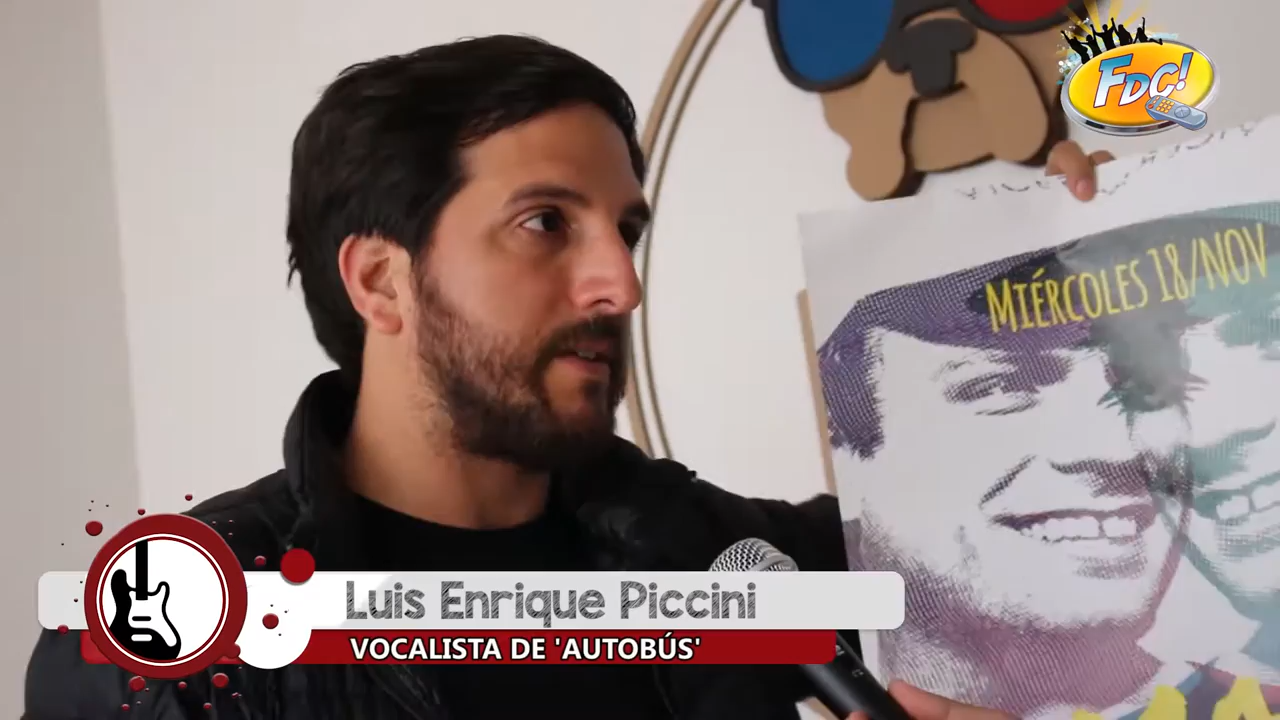 FDC!
MIÉRCOLES 18/NOV
Luis Enrique Piccini
VOCALISTA DE 'AUTOBÚS'